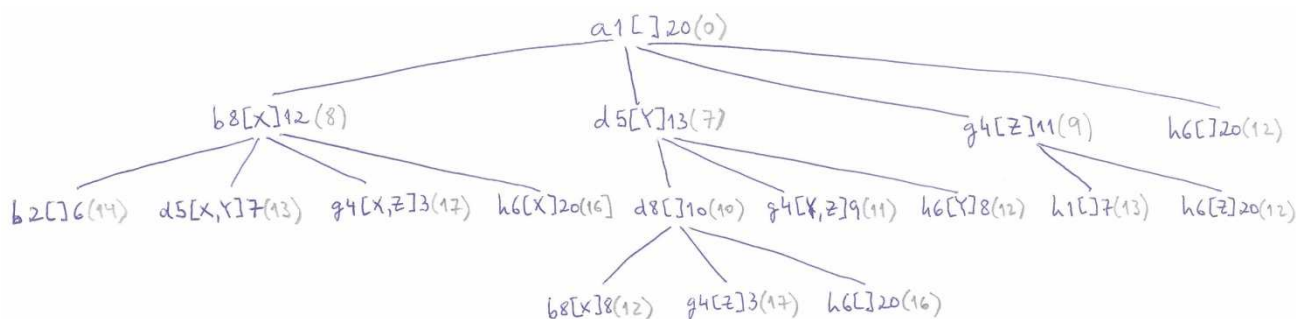 a1[]20(0)
b8[X]12(8) d5[Y]13(7) g4[Z]11(9) h6[]20(12)
b2[]6(14) d5[X,Y]7(13) g4[X,Z]3(17) h6[X]20(16] d8[]10(10) g4[Y,Z]9(11) h6[Y]8(12) h1[]7(13) h6[Z]20(12)
b8[X]8(12) g4[Z]3(17) h6[]20(16)